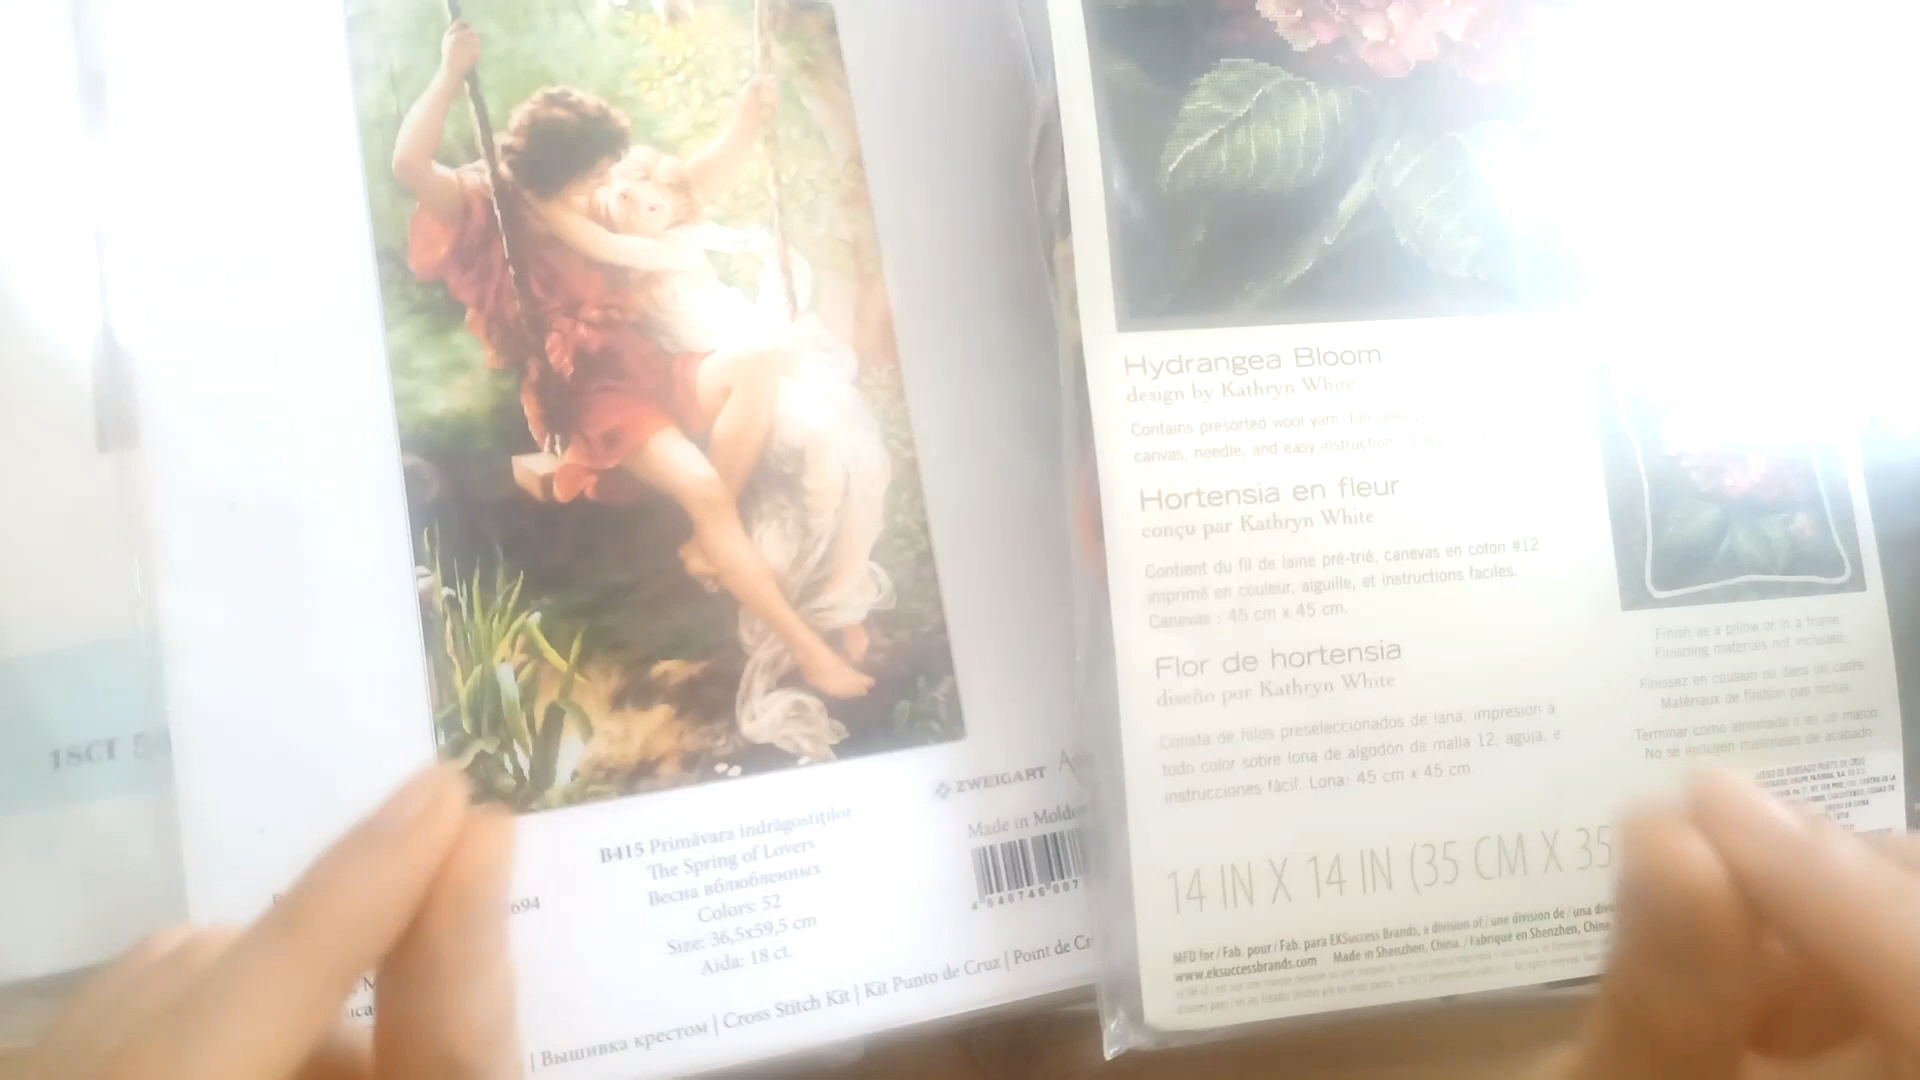 18CT
694
B415 Primăvara îndrăgostiților
The Spring of Lovers
Весна влюбленных
Colors: 52
Size: 36,5x59,5 cm
Aida: 18 ct.
ZWEIGART
Made in
| Вышивка крестом | Cross Stitch Kit | Kit Punto de Cruz | Point de
Hydrangea Bloom
design by Kathryn White
Contains presorted wool yarn, full
canvas, needle, and easy instructions.
Hortensia en fleur
conçu par Kathryn White
Contient du fil de laine pré-trié, canevas en coton #12
imprimé en couleur, aiguille, et instructions faciles.
Canevas : 45 cm x 45 cm.
Flor de hortensia
diseño por Kathryn White
Consta de hilos preseleccionados de lana, impresión a
todo color sobre lona de algodón de malla 12, aguja, e
instrucciones fácil. Lona: 45 cm x 45 cm.
Finish as a pillow or in a frame.
Finishing materials not included.
Finissez en coussin ou dans un cadre.
Matériaux de finition pas inclus.
Terminar como almohada o en un marco.
No se incluyen materiales de acabado.
14 IN X 14 IN (35 CM X 35
MFD for / Fab. pour / Fab. para EKSuccess Brands, a division of / une division de / una
www.eksuccessbrands.com Made in Shenzhen, China. / Fabriqué en Shenzhen, Chine